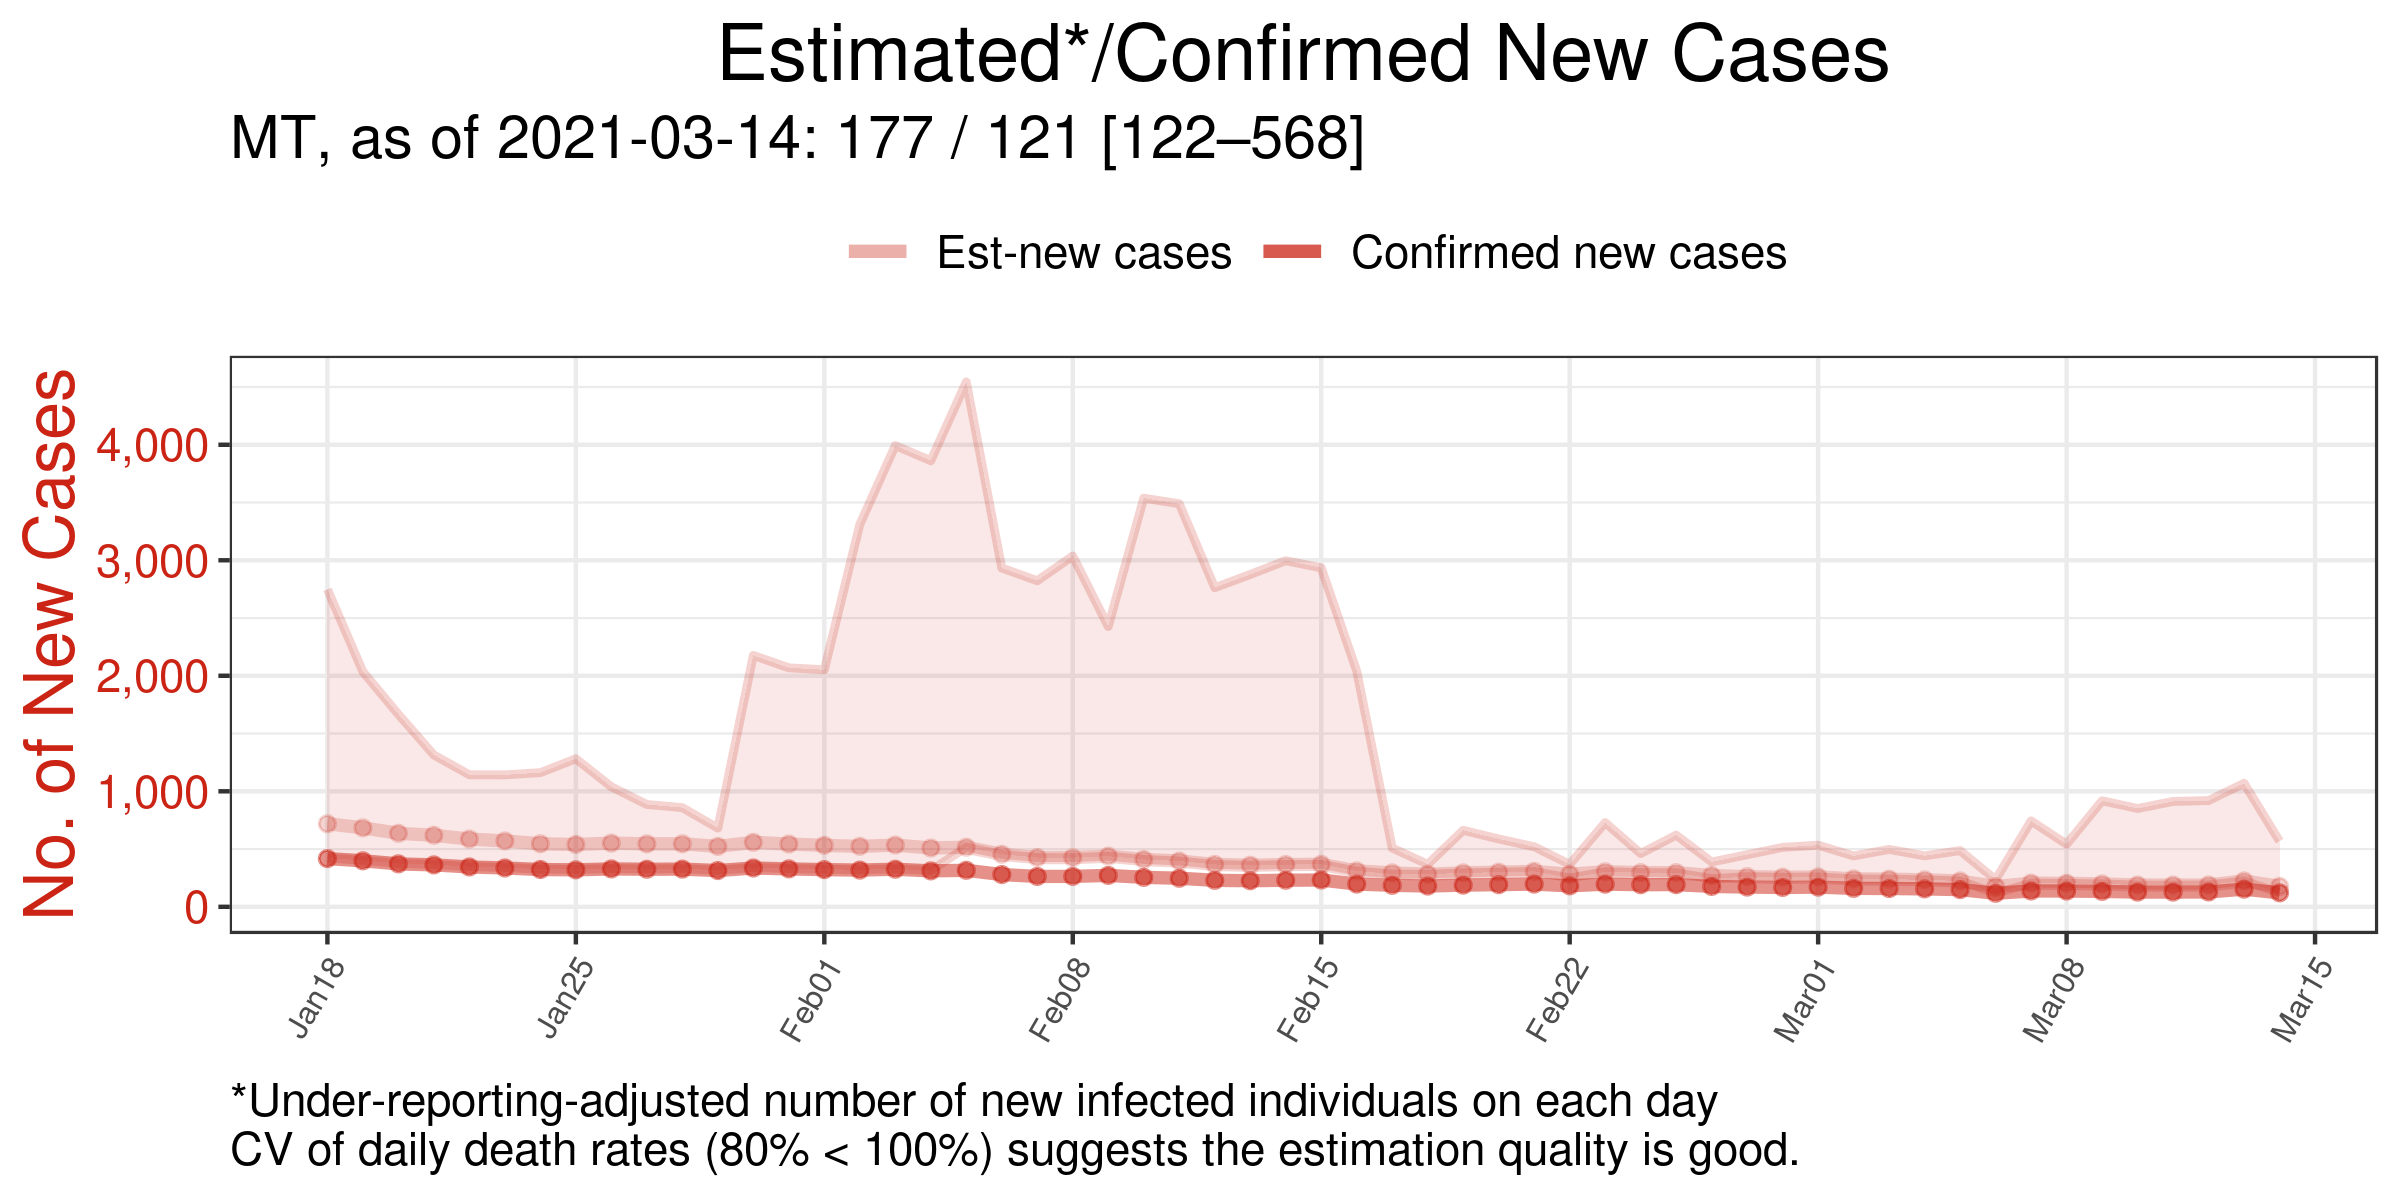 Estimated*/Confirmed New Cases
MT, as of 2021-03-14: 177 / 121 [122–568]
Est-new cases
Confirmed new cases
No. of New Cases
4,000
3,000
2,000
1,000
0
Jan18
Jan25
Feb01
Feb08
Feb15
Feb22
Mar01
Mar08
Mar15
*Under-reporting-adjusted number of new infected individuals on each day
CV of daily death rates (80% < 100%) suggests the estimation quality is good.